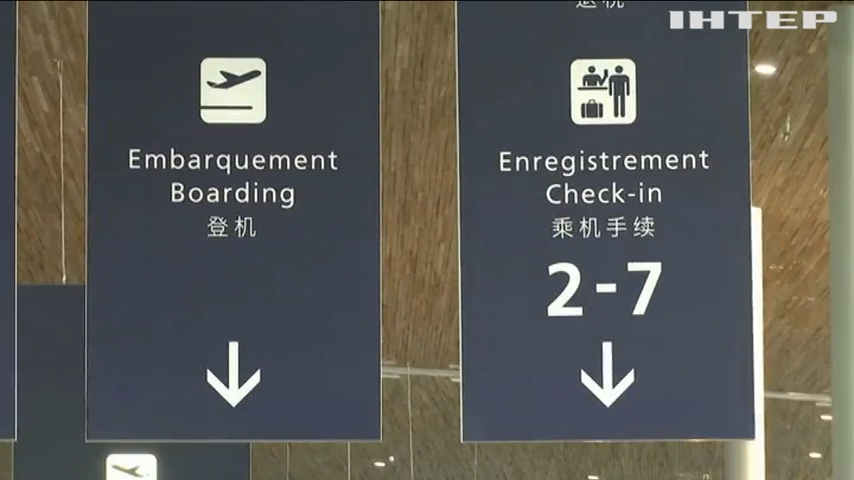 ІНТЕР
Embarquement
Boarding
登机
Enregistrement
Check-in
乘机手续
2-7